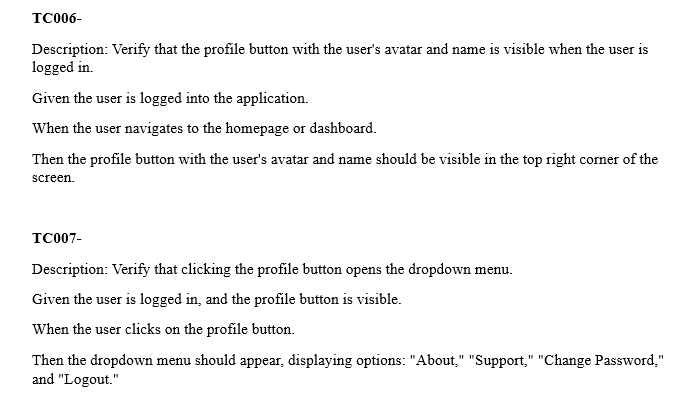 TC006-
Description: Verify that the profile button with the user's avatar and name is visible when the user is
logged in.
Given the user is logged into the application.
When the user navigates to the homepage or dashboard.
Then the profile button with the user's avatar and name should be visible in the top right corner of the
screen.
TC007-
Description: Verify that clicking the profile button opens the dropdown menu.
Given the user is logged in, and the profile button is visible.
When the user clicks on the profile button.
Then the dropdown menu should appear, displaying options: "About," "Support," "Change Password,"
and "Logout."